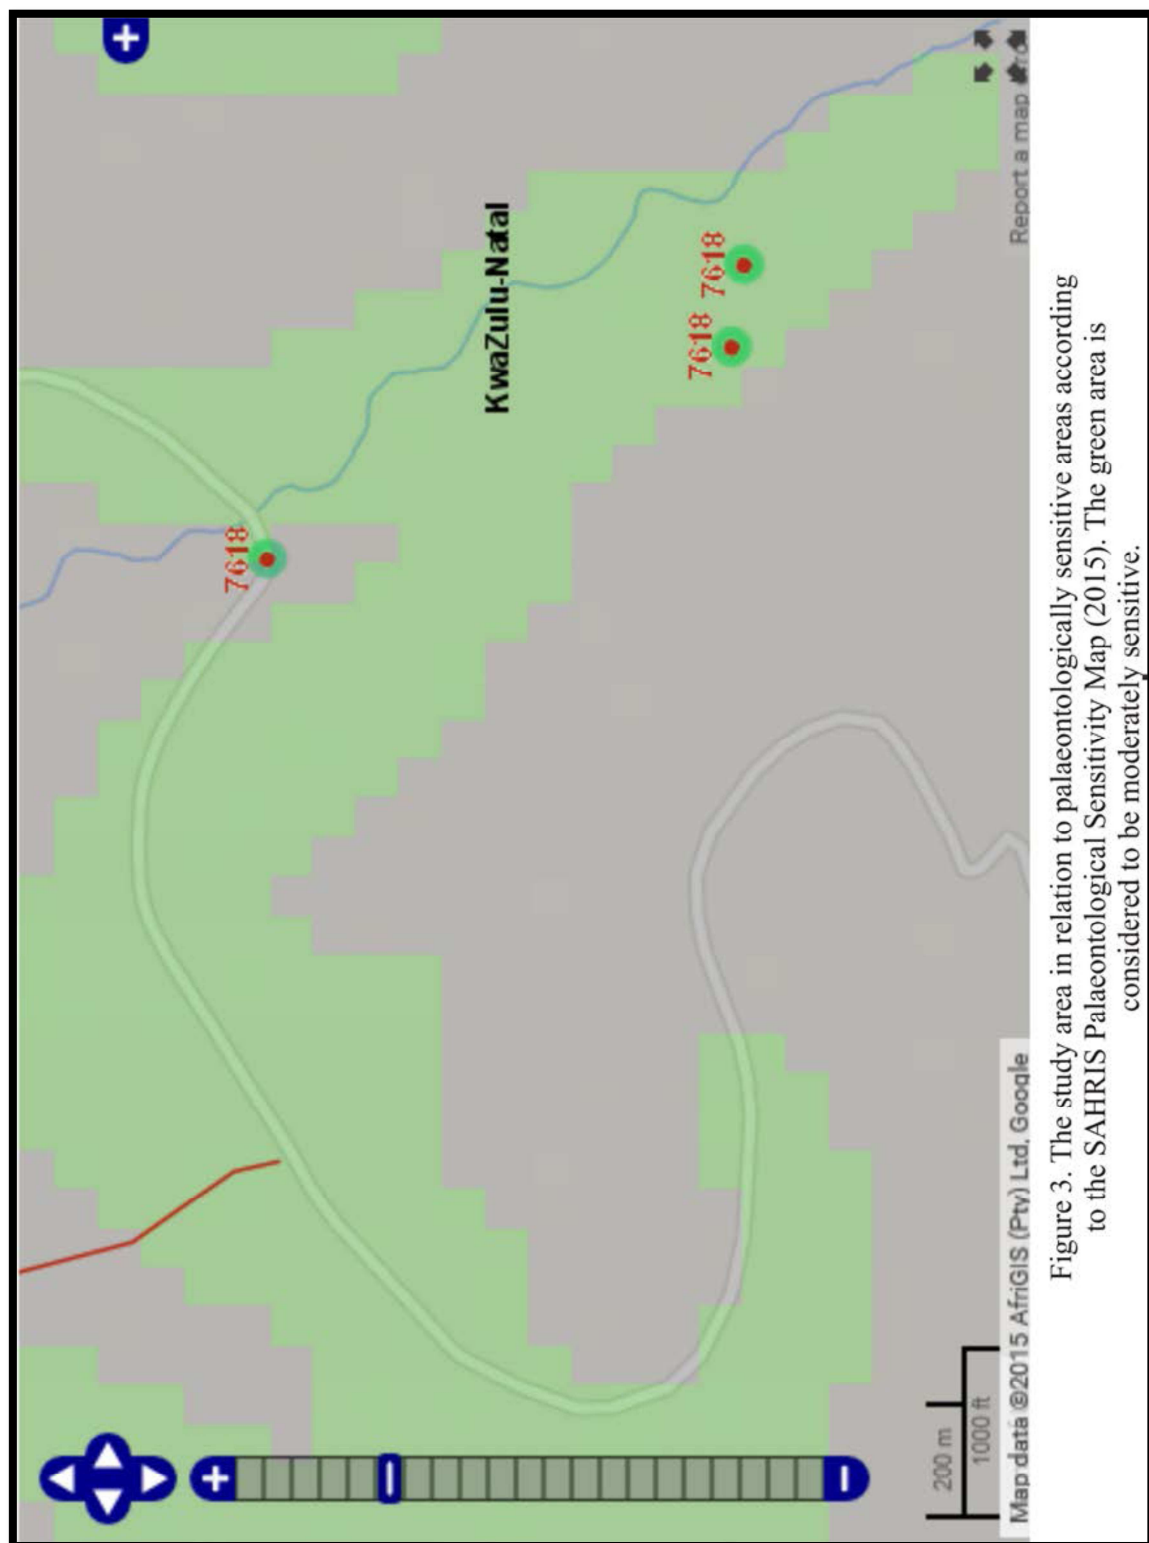 7618
KwaZulu-Natal
7618
7618
200 m
1000 ft
Map data ©2015 AfriGIS (Pty) Ltd, Google
Report a map
Figure 3. The study area in relation to palaeontologically sensitive areas according
to the SAHRIS Palaeontological Sensitivity Map (2015). The green area is
considered to be moderately sensitive.